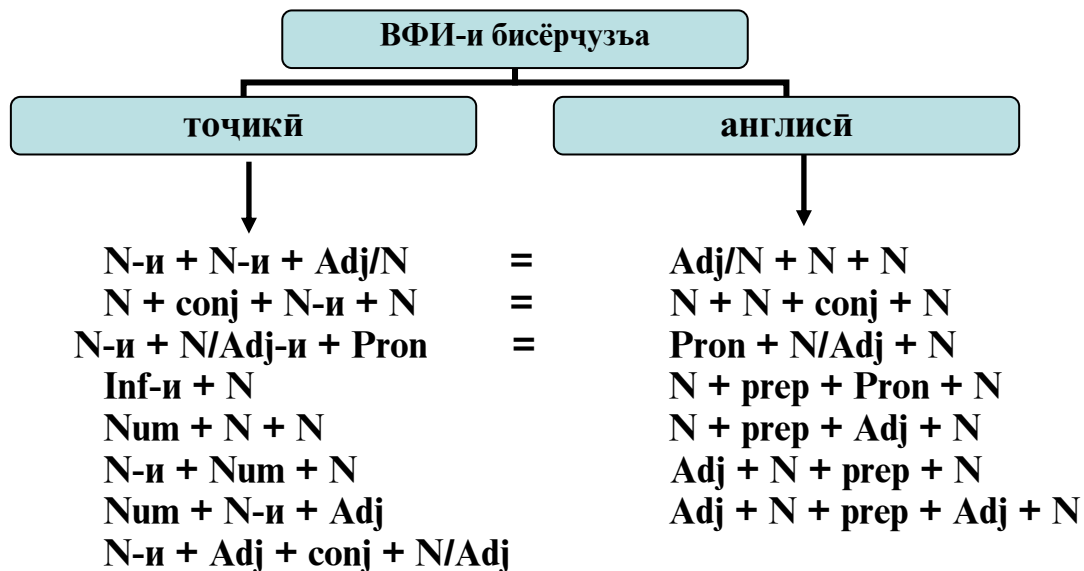 ВФИ-и бисёрҷузъа
тоҷикӣ англисӣ
N-и + N-и + Adj/N = Adj/N + N + N
N + conj + N-и + N = N + N + conj + N
N-и + N/Adj-и + Pron = Pron + N/Adj + N
Inf-и + N N + prep + Pron + N
Num + N + N N + prep + Adj + N
N-и + Num + N Adj + N + prep + N
Num + N-и + Adj Adj + N + prep + Adj + N
N-и + Adj + conj + N/Adj